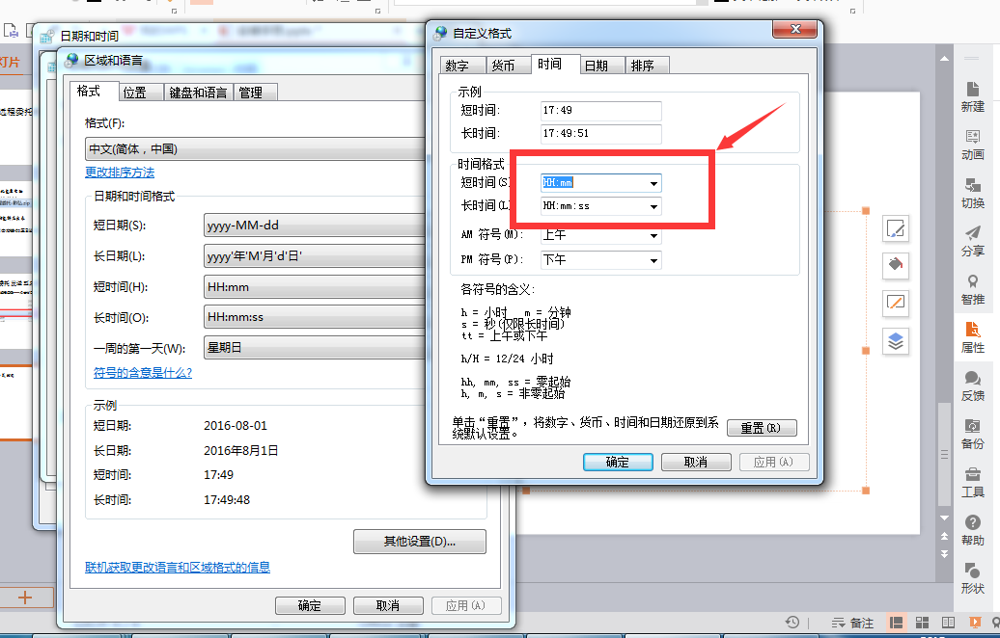 日期和时间
区域和语言
格式
位置
键盘和语言
管理
格式(F):
中文(简体，中国)
更改排序方法
日期和时间格式
短日期(S):
yyyy-MM-dd
长日期(L):
yyyy'年'M'月'd'日'
短时间(H):
HH:mm
长时间(O):
HH:mm:ss
一周的第一天(W):
星期日
符号的含意是什么?
示例
短日期:
2016-08-01
长日期:
2016年8月1日
短时间:
17:49
长时间:
17:49:48
其他设置(D)...
联机获取更改语言和区域格式的信息
确定
取消
应用(A)
自定义格式
数字
货币
时间
日期
排序
示例
短时间:
17:49
长时间:
17:49:51
时间格式
短时间(S
HH:mm
长时间(L
HH:mm:ss
AM 符号(M):
上午
PM 符号(P):
下午
各符号的含义:
h = 小时 m = 分钟
s = 秒(仅限长时间)
tt = 上午或下午
h/H = 12/24 小时
hh, mm, ss = 零起始
h, m, s = 非零起始
单击“重置”，将数字、货币、时间和日期还原到系
统默认设置。
重置(R)
确定
取消
应用(A)
灯片
新建
动画
切换
分享
智推
属性
反馈
备份
工具
帮助
形状
备注